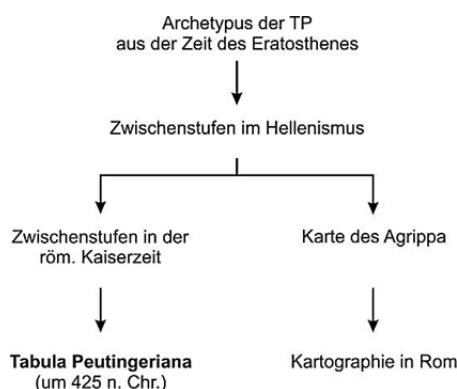 Archetypus der TP
aus der Zeit des Eratosthenes
Zwischenstufen im Hellenismus
Zwischenstufen in der
röm. Kaiserzeit
Karte des Agrippa
Tabula Peutingeriana
(um 425 n. Chr.)
Kartographie in Rom